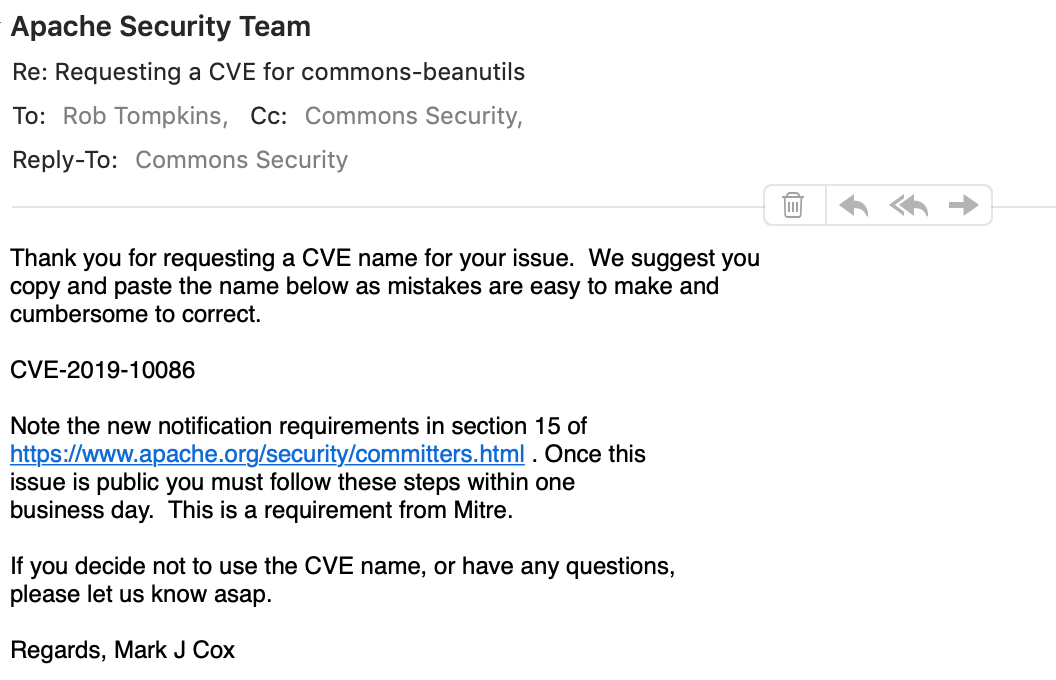 Apache Security Team
Re: Requesting a CVE for commons-beanutils
To: Rob Tompkins, Cc: Commons Security,
Reply-To: Commons Security
Thank you for requesting a CVE name for your issue.  We suggest you
copy and paste the name below as mistakes are easy to make and
cumbersome to correct.
CVE-2019-10086
Note the new notification requirements in section 15 of
https://www.apache.org/security/committers.html . Once this
issue is public you must follow these steps within one
business day.  This is a requirement from Mitre.
If you decide not to use the CVE name, or have any questions,
please let us know asap.
Regards, Mark J Cox